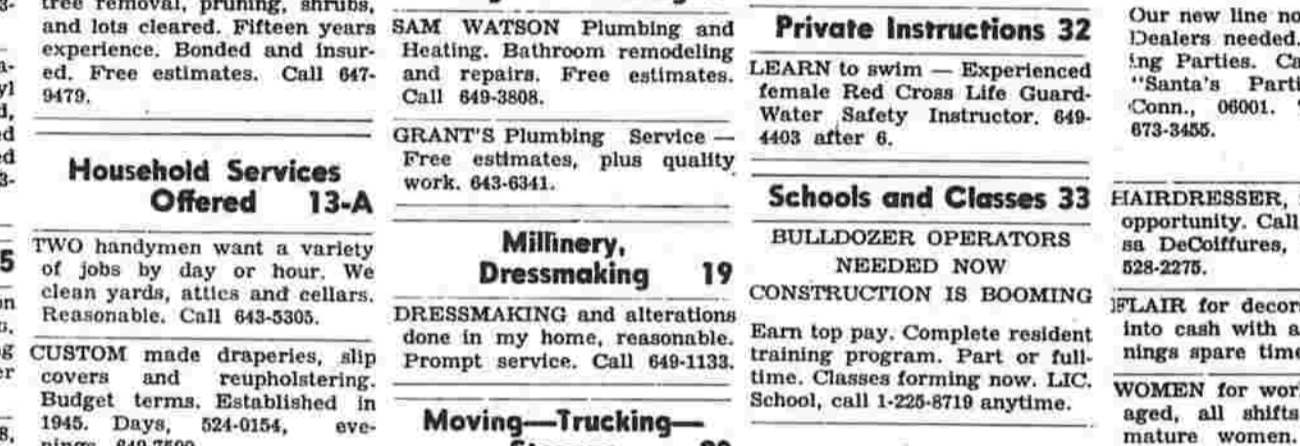 tree removal, pruning, shrubs,
and lots cleared. Fifteen years
experience. Bonded and insur-
ed. Free estimates. Call 647-
9479.
Household Services
Offered 13-A
TWO handymen want a variety
of jobs by day or hour. We
clean yards, attics and cellars.
Reasonable. Call 643-5305.
CUSTOM made draperies, slip
covers and reupholstering.
Budget terms. Established in
1945. Days, 524-0154, eve-
SAM WATSON Plumbing and
Heating. Bathroom remodeling
and repairs. Free estimates.
Call 649-3808.
GRANT'S Plumbing Service —
Free estimates, plus quality
work. 643-6341.
Millinery,
Dressmaking 19
DRESSMAKING and alterations
done in my home, reasonable.
Prompt service. Call 649-1133.
Moving—Trucking—
Private Instructions 32
LEARN to swim — Experienced
female Red Cross Life Guard-
Water Safety Instructor. 649-
4403 after 6.
Schools and Classes 33
BULLDOZER OPERATORS
NEEDED NOW
CONSTRUCTION IS BOOMING
Earn top pay. Complete resident
training program. Part or full-
time. Classes forming now. LIC.
School, call 1-225-8719 anytime.
Our new line
Dealers needed.
ing Parties.
"Santa's
Conn., 06001.
673-3455.
HAIRDRESSER,
opportunity. Call
sa DeCoiffures,
528-2275.
FLAIR for
into cash with a
nings spare time
WOMEN for
aged, all shifts
mature women.